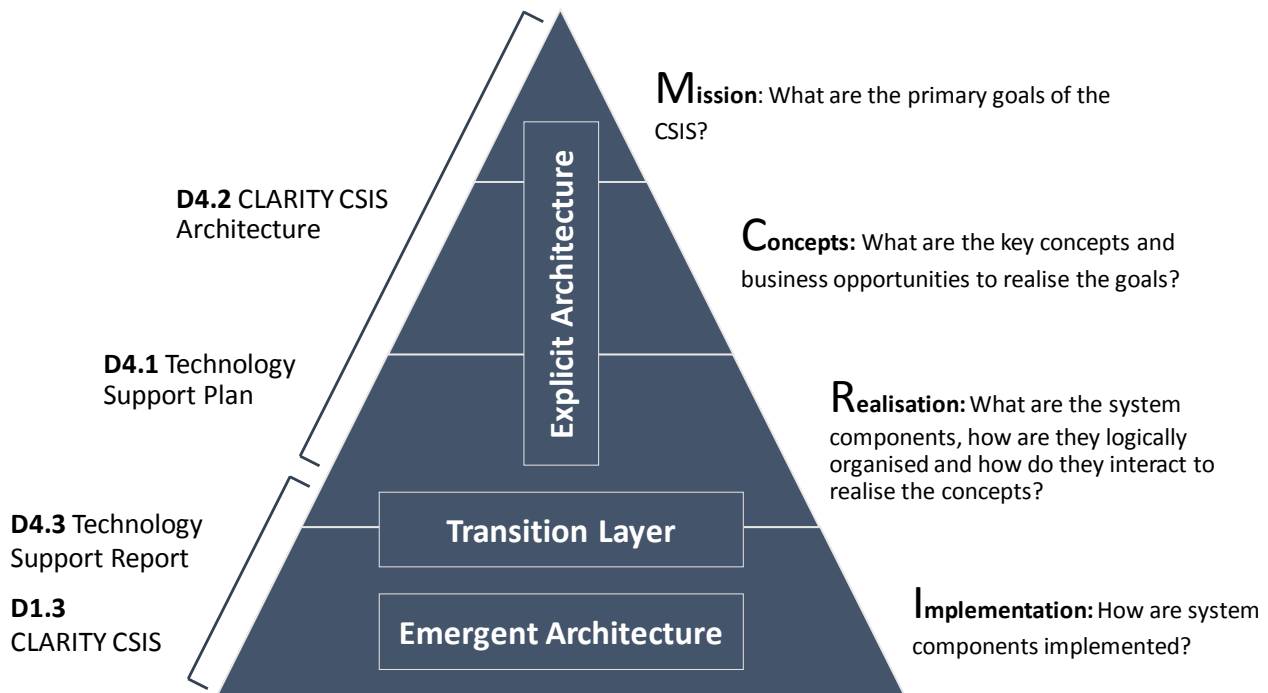 Mission: What are the primary goals of the
CSIS?
D4.2 CLARITY CSIS
Architecture
Explicit Architecture
Concepts: What are the key concepts and
business opportunities to realise the goals?
D4.1 Technology
Support Plan
Realisation: What are the system
components, how are they logically
organised and how do they interact to
realise the concepts?
D4.3 Technology
Support Report
Transition Layer
D1.3
CLARITY CSIS
Emergent Architecture
Implementation: How are system
components implemented?